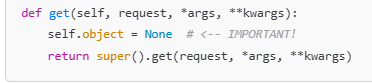 def get(self, request, *args, **kwargs):
    self.object = None  # <-- IMPORTANT!
    return super().get(request, *args, **kwargs)